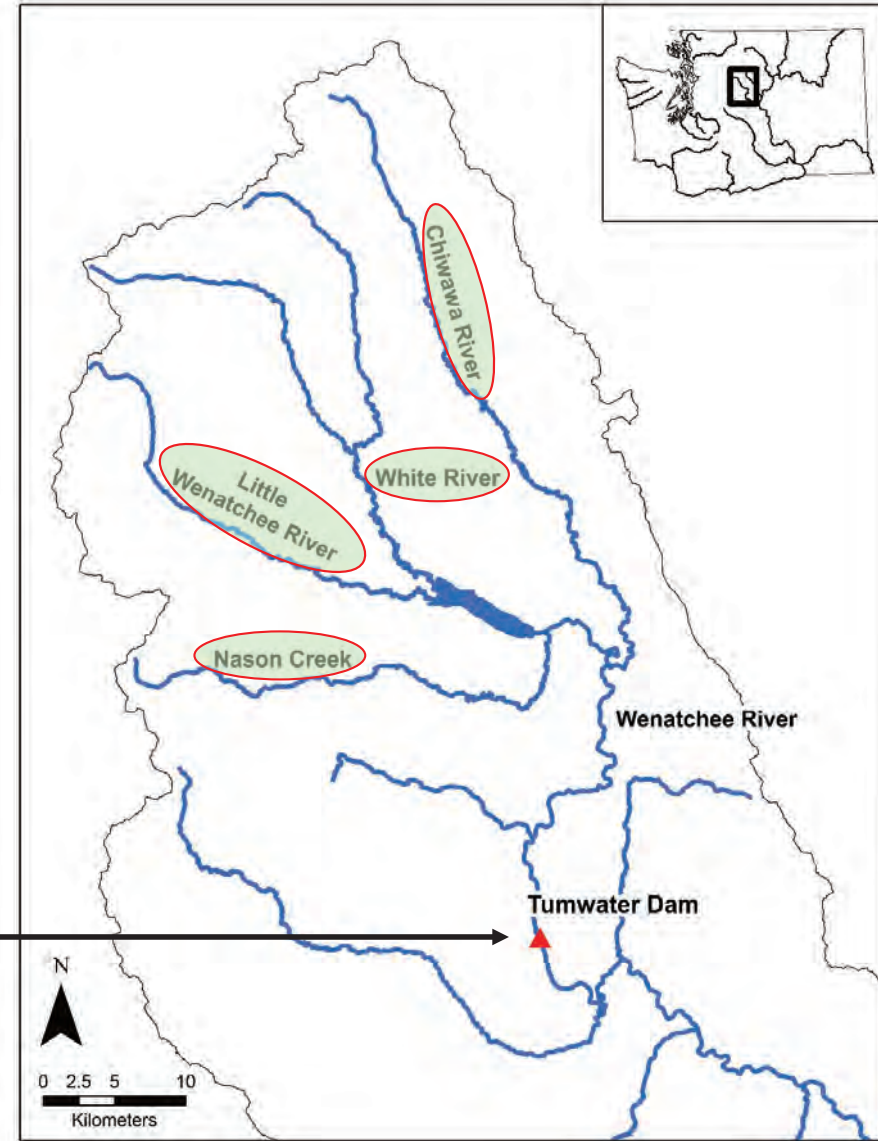 Chiwawa River
White River
Little
Wenatchee River
Nason Creek
Wenatchee River
Tumwater Dam
N
0 2.5 5 10
Kilometers